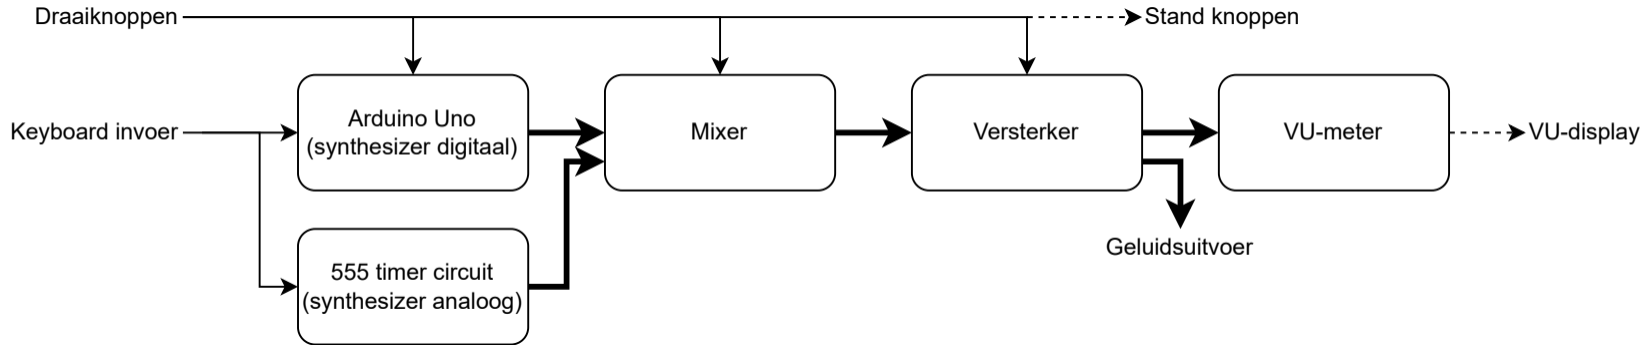 Draaiknoppen
Stand knoppen
Keyboard invoer
Arduino Uno
(synthesizer digitaal)
Mixer
Versterker
VU-meter
VU-display
Geluidsuitvoer
555 timer circuit
(synthesizer analoog)